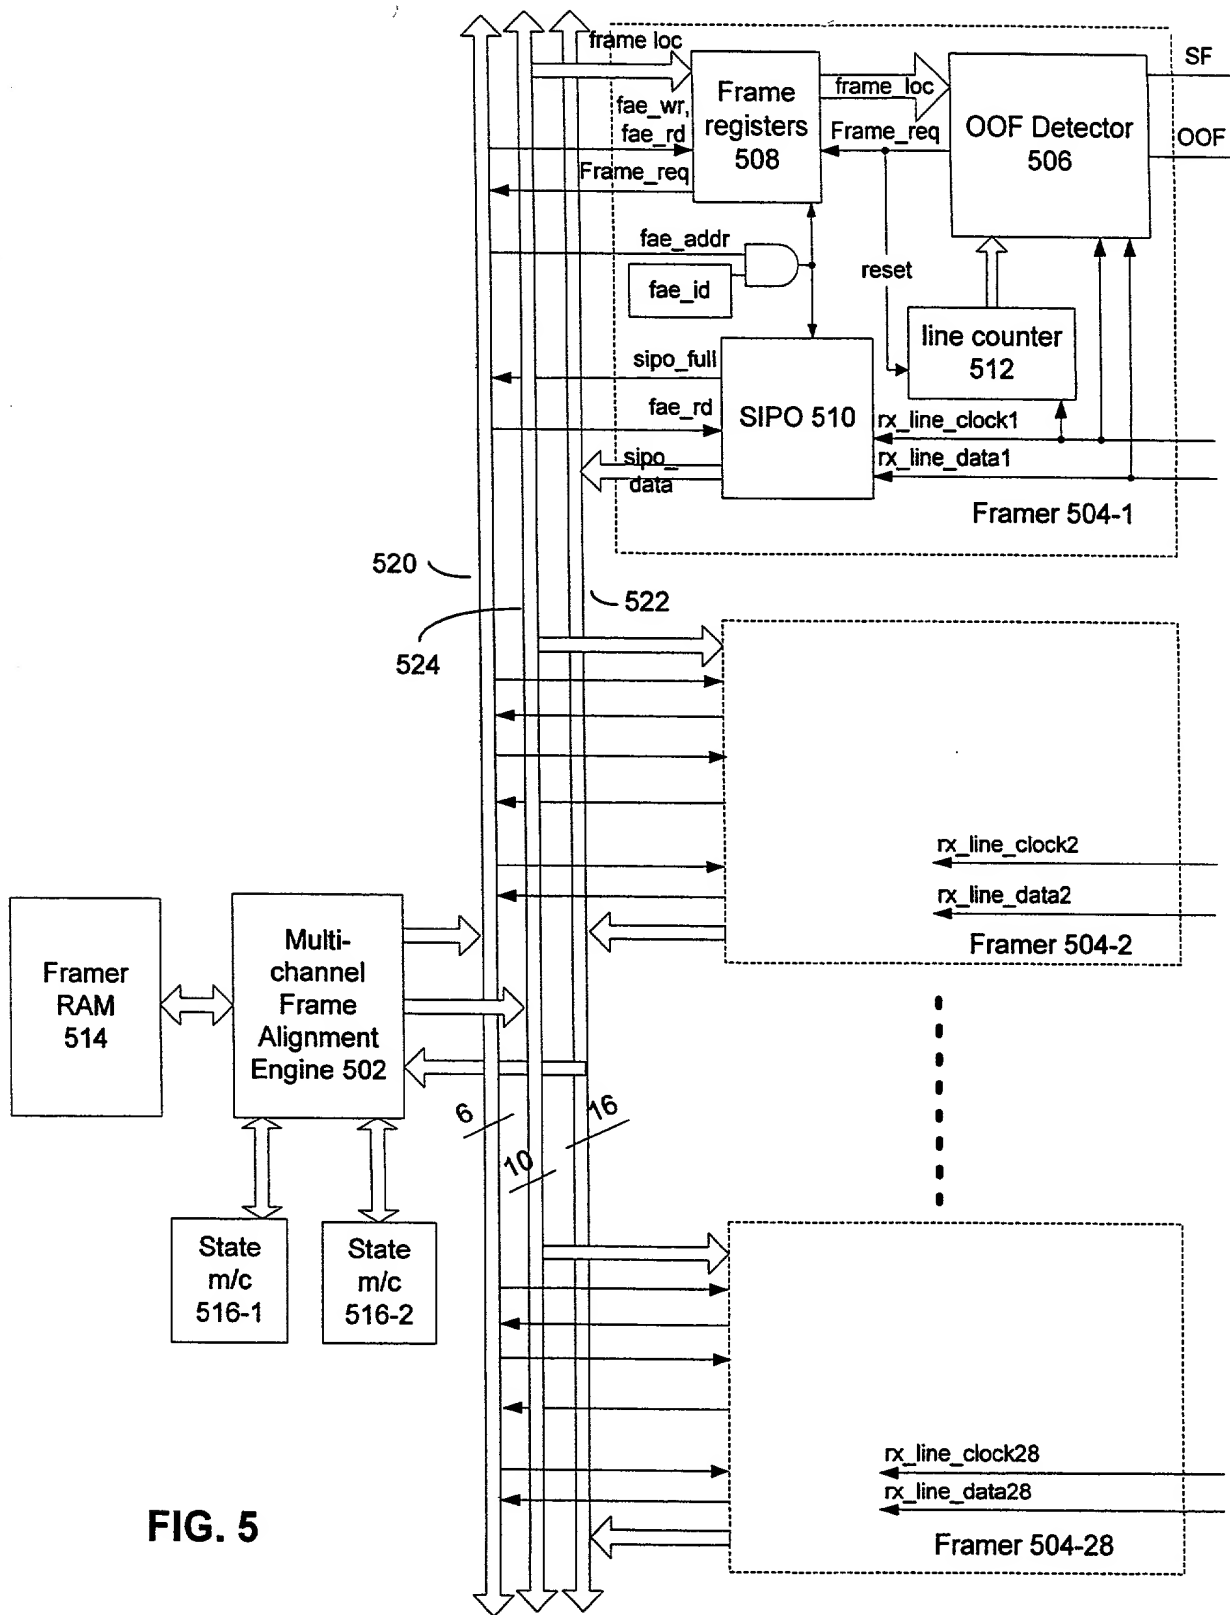 frame loc
SF
Frame
registers
508
frame_loc
OOF Detector
506
fae_wr,
fae_rd
Frame_req
OOF
Frame_req
fae_addr
reset
fae_id
line counter
512
sipo_full
fae_rd
SIPO 510
rx_line_clock1
sipo_
data
rx_line_data1
Framer 504-1
520
522
524
rx_line_clock2
rx_line_data2
Framer 504-2
Framer
RAM
514
Multi-
channel
Frame
Alignment
Engine 502
6
16
10
State
m/c
516-1
State
m/c
516-2
rx_line_clock28
rx_line_data28
Framer 504-28
FIG. 5